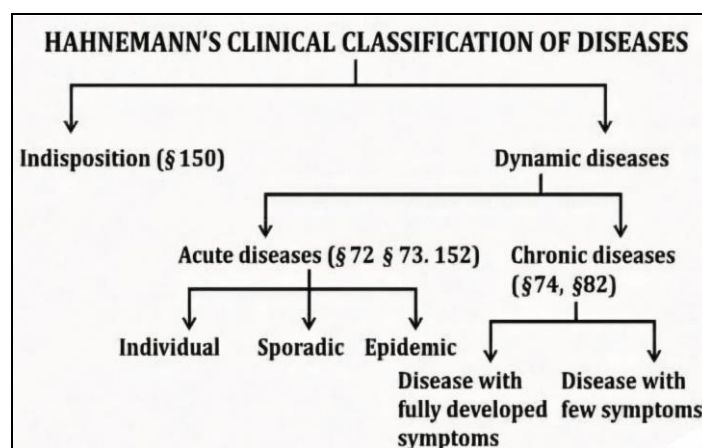 HAHNEMANN'S CLINICAL CLASSIFICATION OF DISEASES
Indisposition (§ 150)
Dynamic diseases
Acute diseases (§ 72 § 73. 152)
Chronic diseases
(§74, §82)
Individual
Sporadic
Epidemic
Disease with
fully developed
symptoms
Disease with
few symptoms